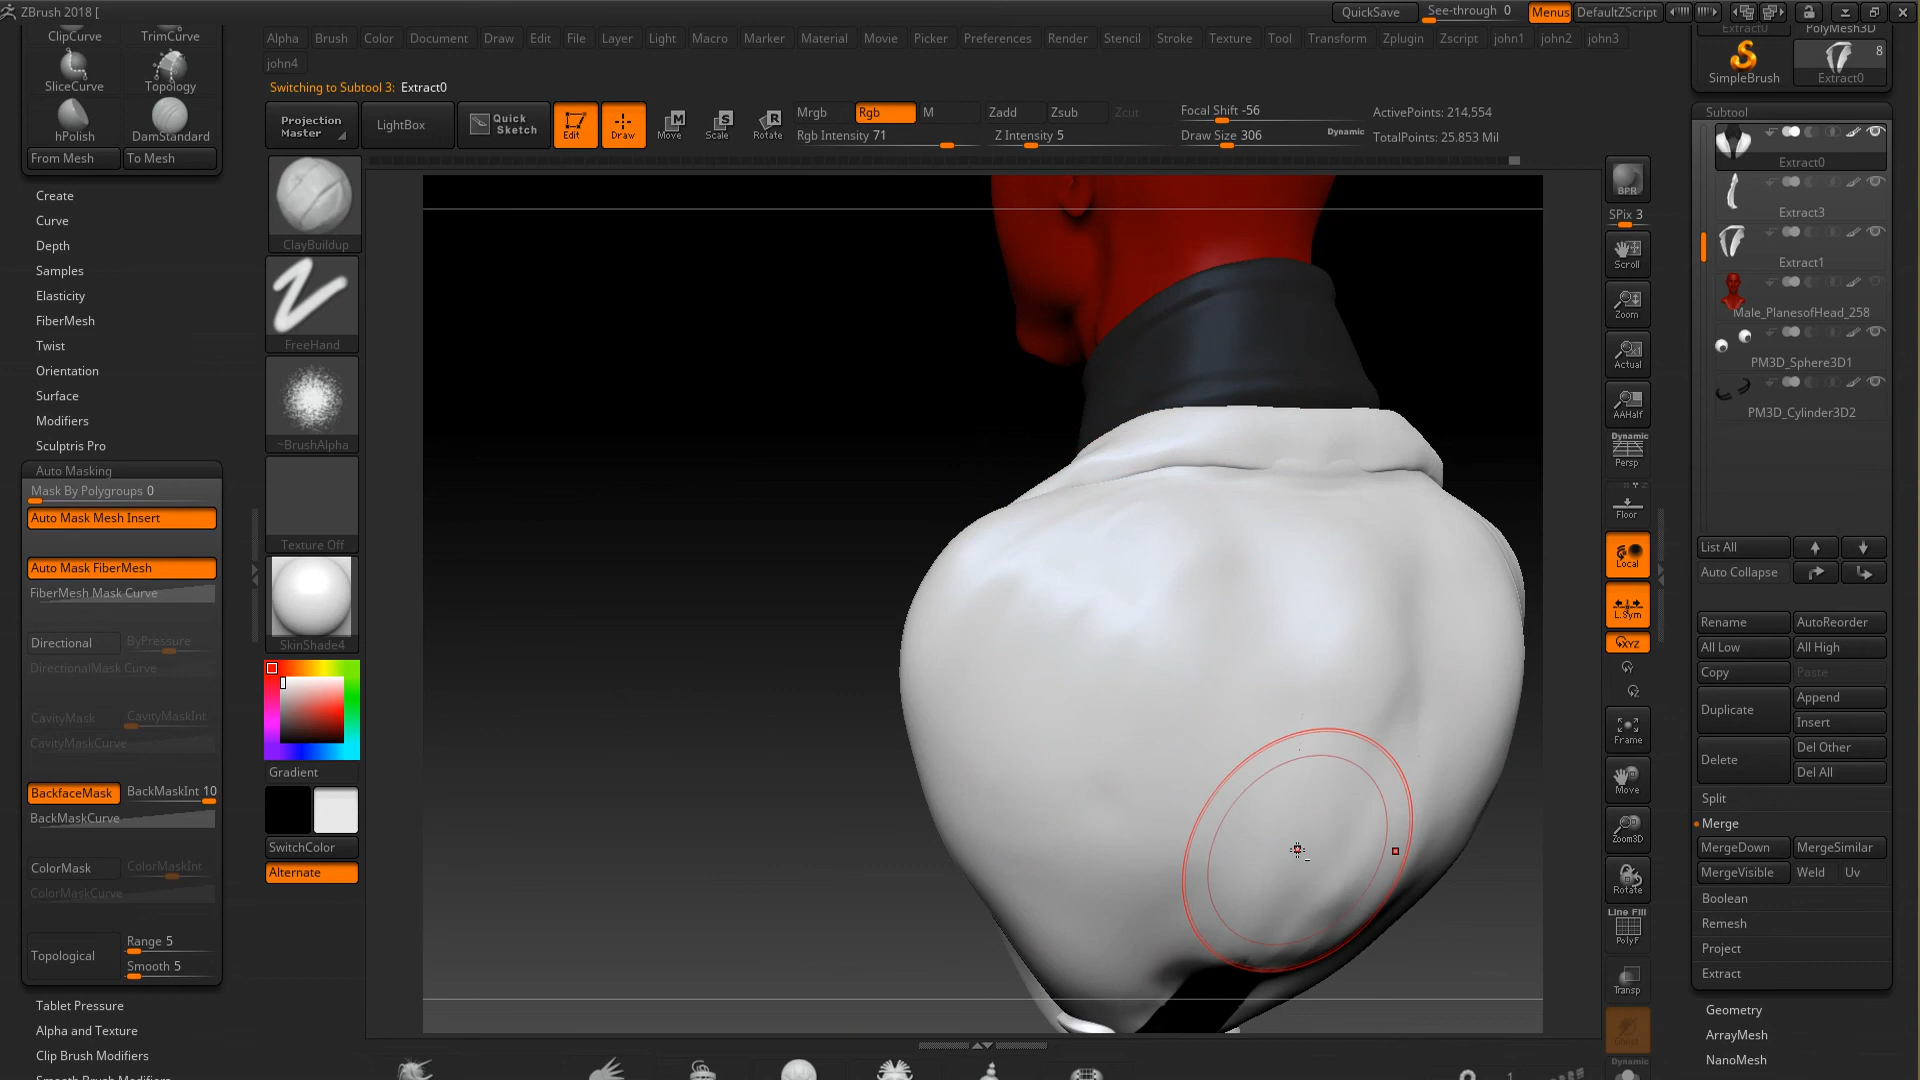 ZBrush 2018 [
QuickSave
See-through 0
Menus
DefaultZScript
ClipCurve
TrimCurve
Alpha Brush Color Document Draw Edit File Layer Light Macro Marker Material Movie Picker Preferences Render Stencil Stroke Texture Tool Transform Zplugin Zscript john1 john2 john3
john4
Extract0
PolyMesh3D
SliceCurve
Topology
Switching to Subtool 3: Extract0
SimpleBrush
8
Extract0
hPolish
DamStandard
From Mesh
To Mesh
Projection
Master
LightBox
Quick
Sketch
Edit
Draw
Move
Scale
Rotate
Mrgb
Rgb
M
Zadd
Zsub
Zcut
Rgb Intensity 71
Z Intensity 5
Focal Shift -56
Draw Size 306
Dynamic
ActivePoints: 214,554
TotalPoints: 25.853 Mil
Create
Curve
Depth
Samples
Elasticity
FiberMesh
Twist
Orientation
Surface
Modifiers
Sculptris Pro
Auto Masking
Mask By Polygroups 0
Auto Mask Mesh Insert
Auto Mask FiberMesh
FiberMesh Mask Curve
Directional
ByPressure
DirectionalMask Curve
CavityMask
CavityMaskInt
CavityMaskCurve
BackfaceMask
BackMaskInt 10
BackMaskCurve
ColorMask
ColorMaskInt
ColorMaskCurve
Topological
Range 5
Smooth 5
Tablet Pressure
Alpha and Texture
Clip Brush Modifiers
Smooth Brush Modifiers
ClayBuildup
FreeHand
~BrushAlpha
Texture Off
SkinShade4
Gradient
SwitchColor
Alternate
BPR
SPix 3
Scroll
Zoom
Actual
AAHalf
Dynamic
Persp
Floor
Local
L.Sym
XYZ
Frame
Move
Zoom3D
Rotate
Line Fill
PolyF
Transp
Ghost
Dynamic
Subtool
Extract0
Extract3
Extract1
Male_PlanesofHead_258
PM3D_Sphere3D1
PM3D_Cylinder3D2
List All
Auto Collapse
Rename
AutoReorder
All Low
All High
Copy
Paste
Duplicate
Append
Insert
Delete
Del Other
Del All
Split
Merge
MergeDown
MergeSimilar
MergeVisible
Weld
Uv
Boolean
Remesh
Project
Extract
Geometry
ArrayMesh
NanoMesh